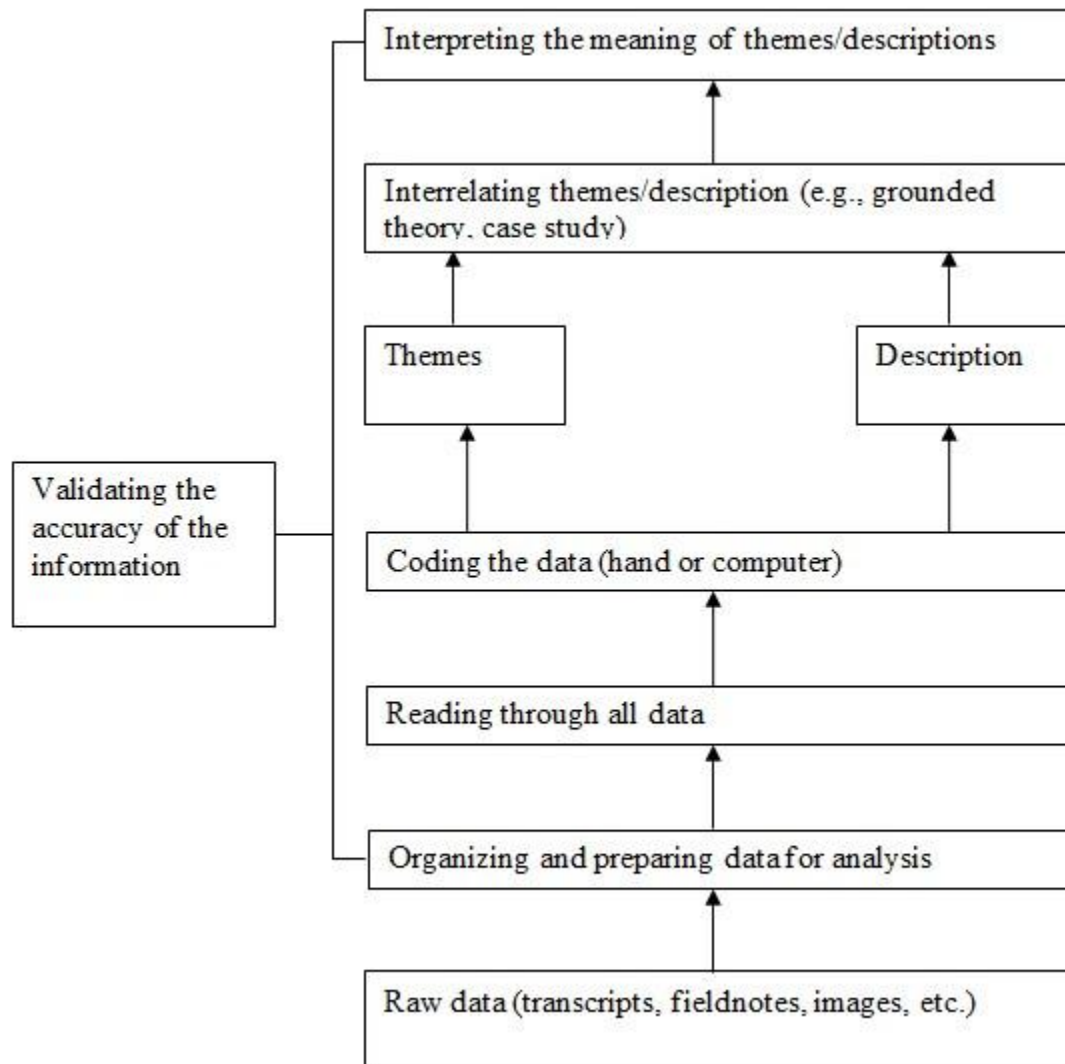 Interpreting the meaning of themes/descriptions
Interrelating themes/description (e.g., grounded
theory, case study)
Themes
Description
Validating the
accuracy of the
information
Coding the data (hand or computer)
Reading through all data
Organizing and preparing data for analysis
Raw data (transcripts, fieldnotes, images, etc.)